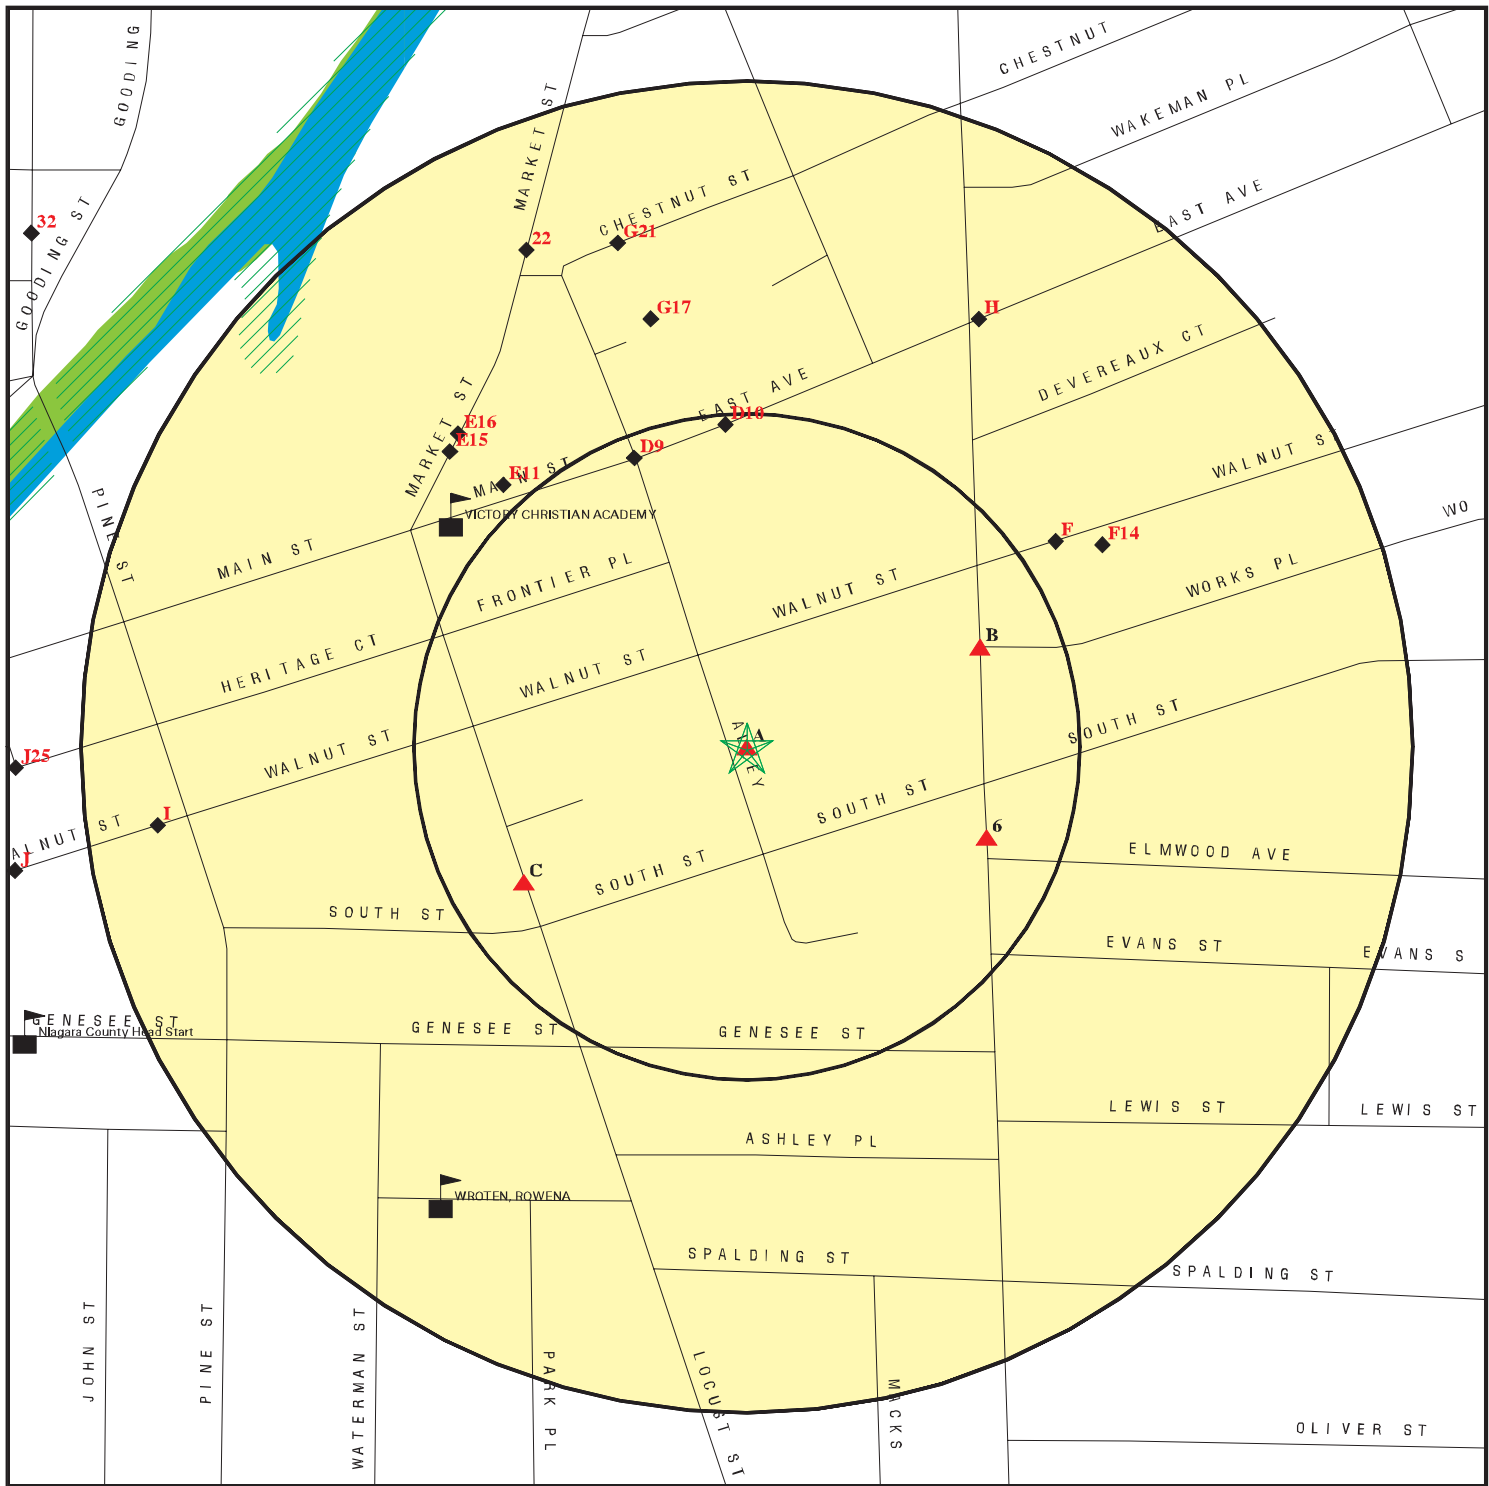 GOODING
CHESTNUT
WAKEMAN PL
MARKET ST
CHESTNUT ST
EAST AVE
32
GOODING ST
22
G21
G17
H
DEVEREAUX CT
EAST AVE
MARKET ST
E16
E15
D10
D9
WALNUT ST
MAIN ST
E11
PINE ST
VICTORY CHRISTIAN ACADEMY
WO
F
F14
MAIN ST
FRONTIER PL
WALNUT ST
WORKS PL
B
HERITAGE CT
WALNUT ST
SOUTH ST
J25
WALNUT ST
ALLEY
A
SOUTH ST
I
ALNUT ST
J
6
ELMWOOD AVE
C
SOUTH ST
SOUTH ST
EVANS ST
EVANS S
GENESEE ST
Niagara County Head Start
GENESEE ST
GENESEE ST
LEWIS ST
LEWIS ST
ASHLEY PL
WROTEN, ROWENA
SPALDING ST
SPALDING ST
JOHN ST
PINE ST
WATERMAN ST
PARK PL
LOCUST ST
MACKS
OLIVER ST